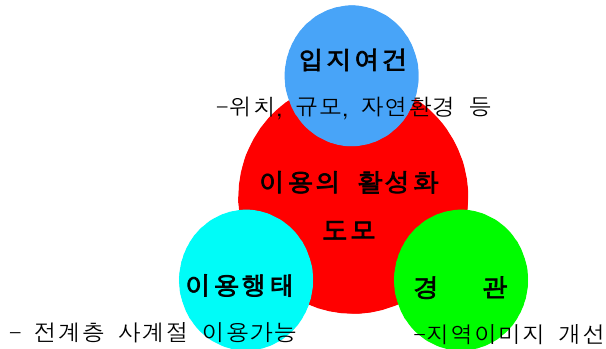 입지여건
-위치, 규모, 자연환경 등
이용의 활성화
도모
이용행태
경 관
- 전계층 사계절 이용가능
-지역이미지 개선